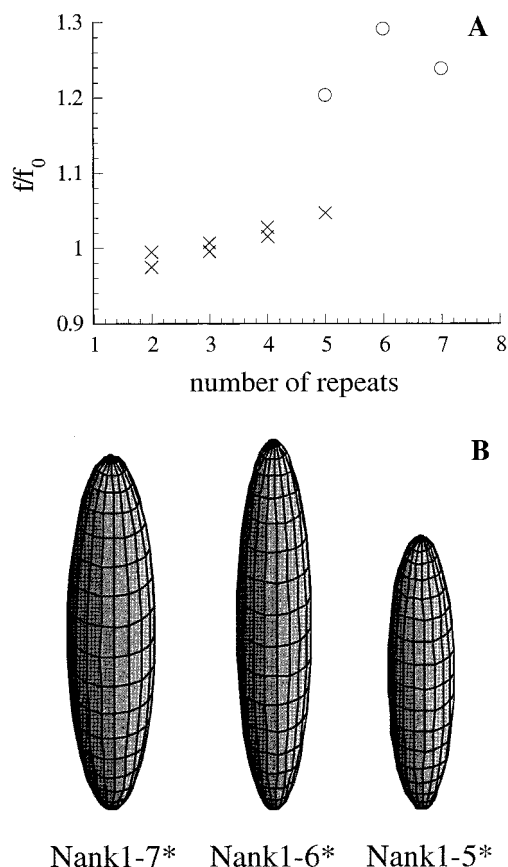 A
1.3
1.2
1.1
1
0.9
f/f0
1 2 3 4 5 6 7 8
number of repeats
B
Nank1-7* Nank1-6* Nank1-5*